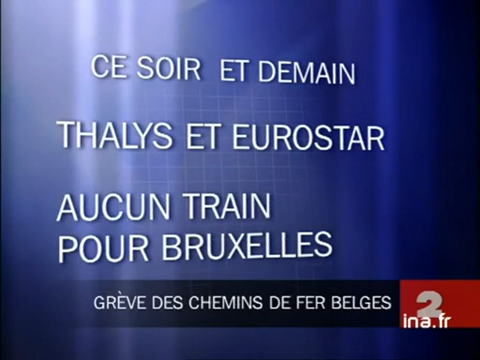 CE SOIR ET DEMAIN
THALYS ET EUROSTAR
AUCUN TRAIN
POUR BRUXELLES
GRÈVE DES CHEMINS DE FER BELGES
2
ina.fr